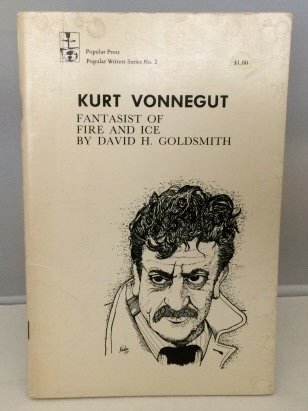 Popular Press
Popular Writers Series No. 2
$1.00
KURT VONNEGUT
FANTASIST OF
FIRE AND ICE
BY DAVID H. GOLDSMITH